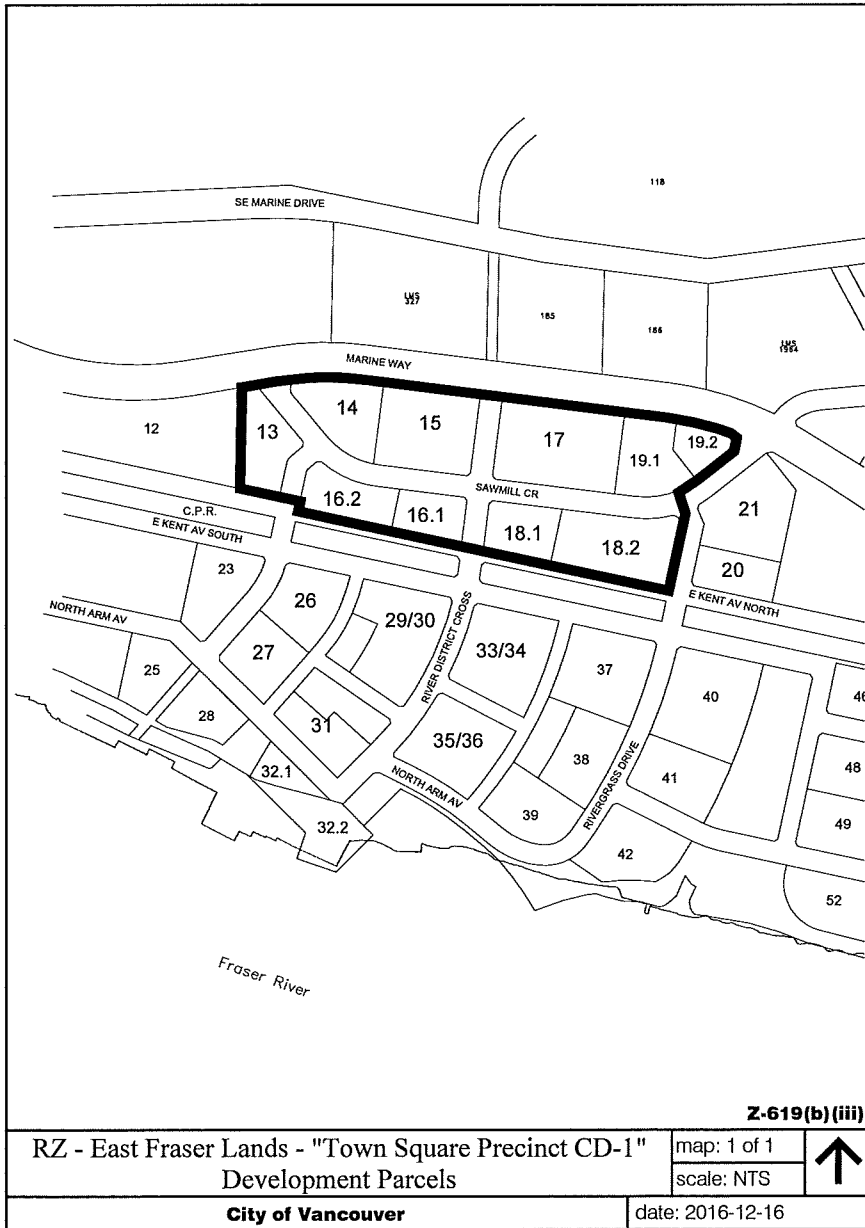 118
SE MARINE DRIVE
LMS
327
185
186
LMS
1984
MARINE WAY
12
13
14
15
17
19.1
19.2
SAWMILL CR
16.2
16.1
18.1
18.2
21
20
C.P.R.
E KENT AV SOUTH
E KENT AV NORTH
23
26
29/30
RIVER DISTRICT CROSS
33/34
37
40
46
NORTH ARM AV
25
27
28
31
35/36
38
RIVERGRASS DRIVE
41
48
49
32.1
NORTH ARM AV
39
32.2
42
52
Fraser River
Z-619(b)(iii)
RZ - East Fraser Lands - "Town Square Precinct CD-1"
Development Parcels
map: 1 of 1
scale: NTS
City of Vancouver
date: 2016-12-16